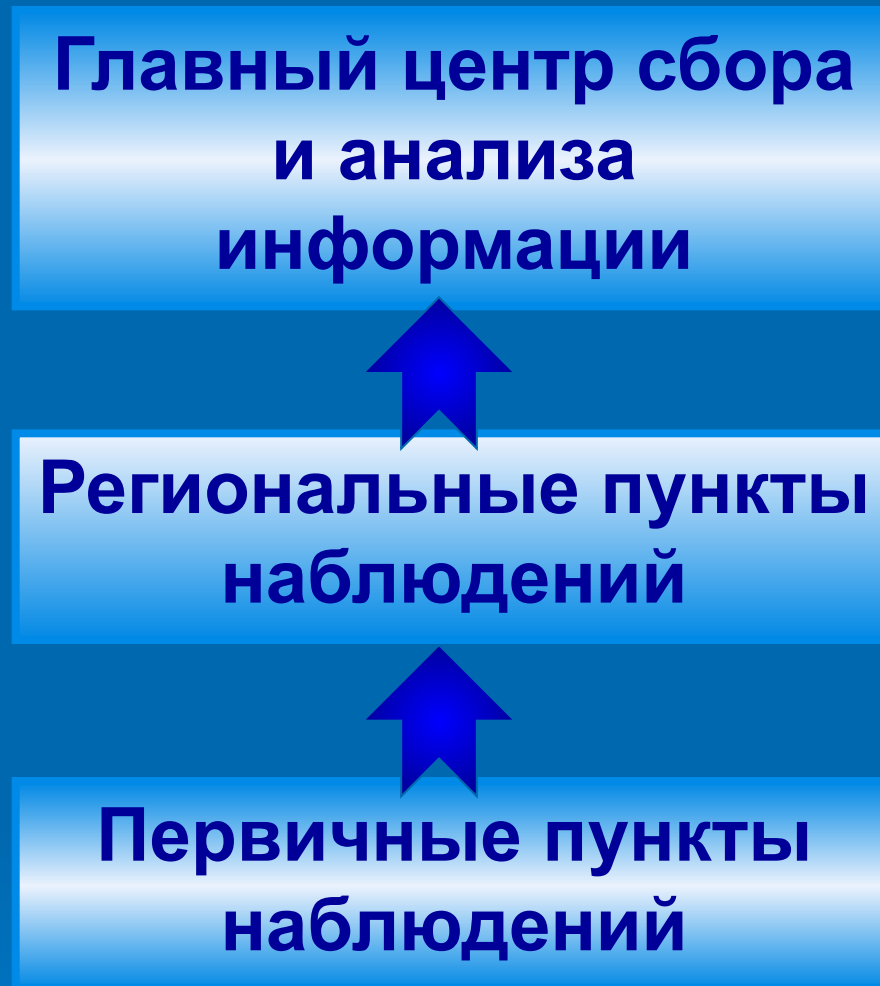 Главный центр сбора
и анализа
информации
Региональные пункты
наблюдений
Первичные пункты
наблюдений